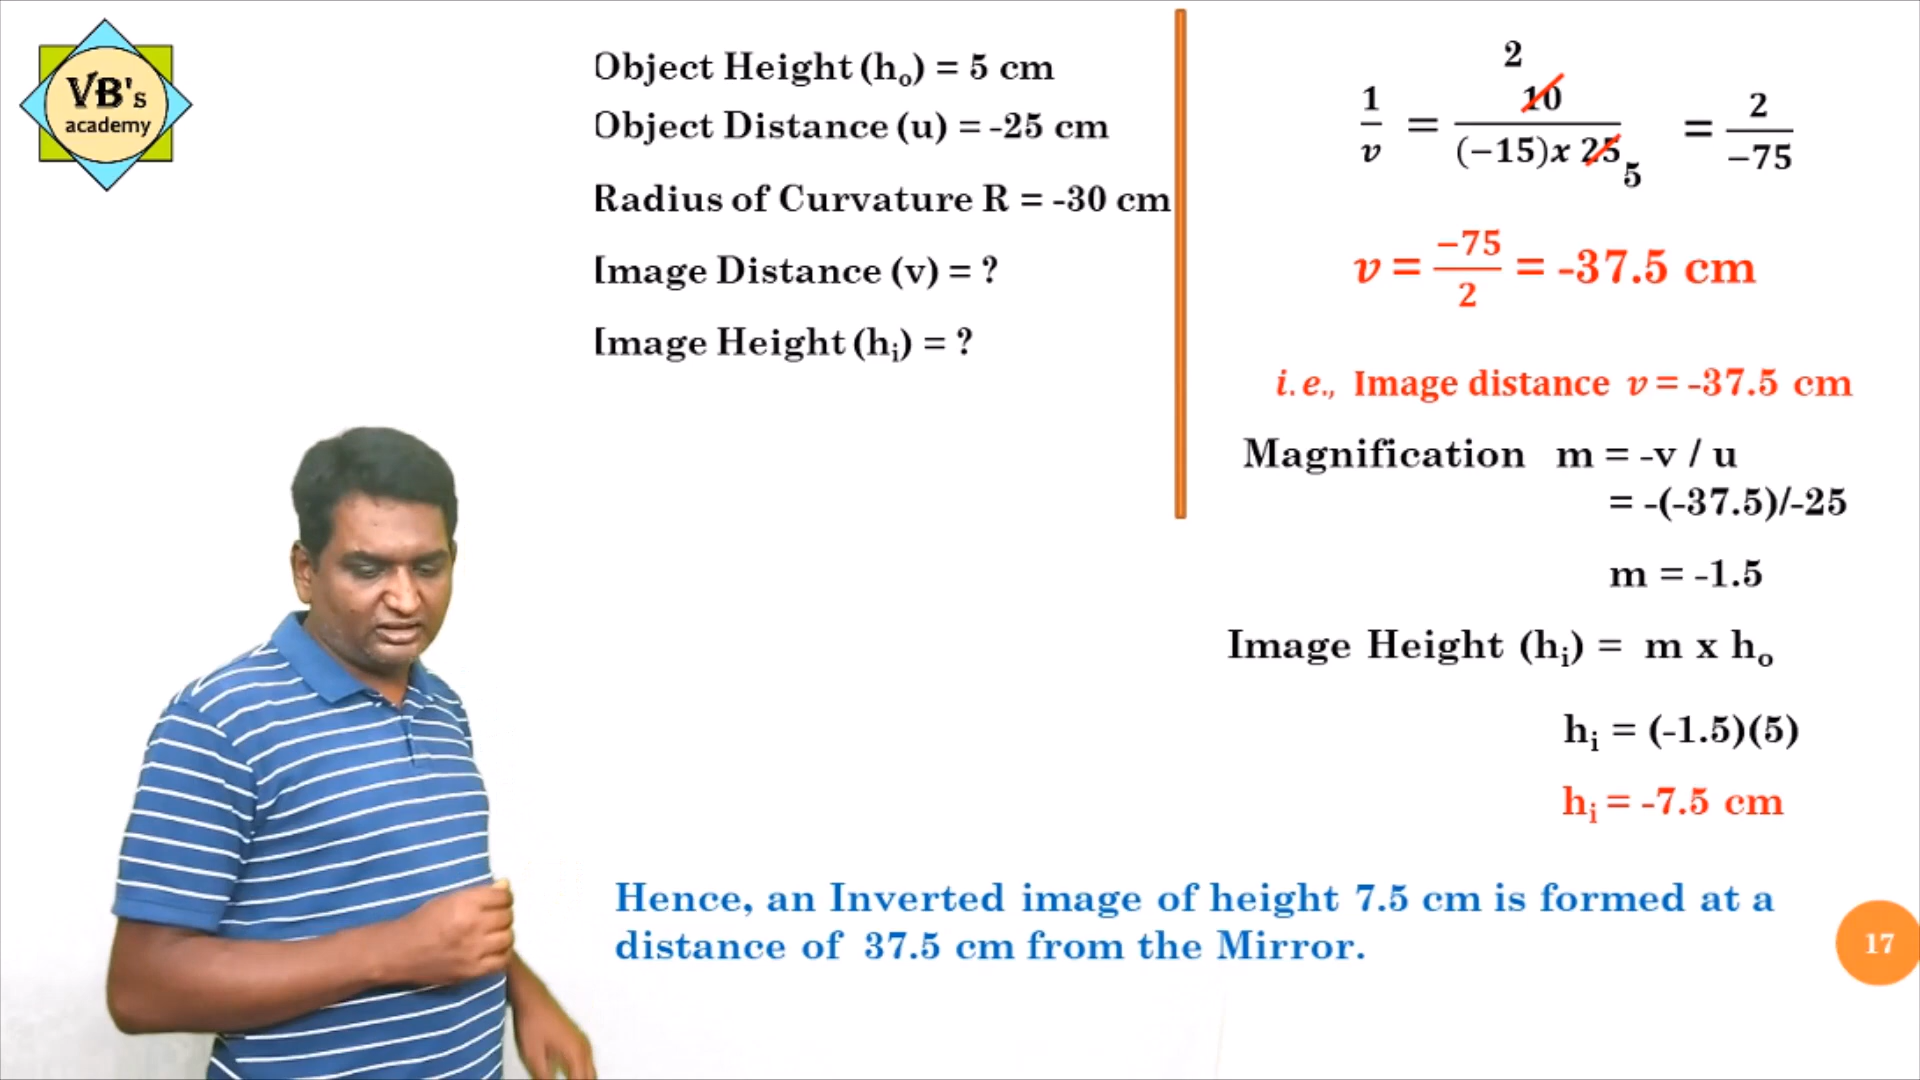 VB's
academy
Object Height (hₒ) = 5 cm
Object Distance (u) = -25 cm
Radius of Curvature R = -30 cm
Image Distance (v) = ?
Image Height (hᵢ) = ?
2
1/v = 10/((−15)x 25) = 2/−75
5
v = −75/2 = -37.5 cm
i.e., Image distance v = -37.5 cm
Magnification m = -v / u
= -(-37.5)/-25
m = -1.5
Image Height (hᵢ) = m x hₒ
hᵢ = (-1.5)(5)
hᵢ = -7.5 cm
Hence, an Inverted image of height 7.5 cm is formed at a
distance of 37.5 cm from the Mirror.
17